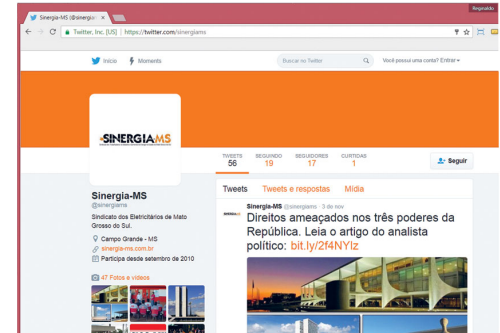 Reginaldo
Sinergia-MS (@sinergia
Twitter, Inc. [US] https://twitter.com/sinergiams
Início Moments Buscar no Twitter Você possui uma conta? Entrar
SINERGIAMS
TWEETS SEGUINDO SEGUIDORES CURTIDAS
56 19 17 1
Seguir
Sinergia-MS
@sinergiams
Sindicato dos Eletricitários de Mato
Grosso do Sul.
Campo Grande - MS
sinergia-ms.com.br
Participa desde setembro de 2010
47 Fotos e vídeos
Tweets Tweets e respostas Mídia
Sinergia-MS @sinergiams · 3 de nov
Direitos ameaçados nos três poderes da
República. Leia o artigo do analista
político: bit.ly/2f4NYlz